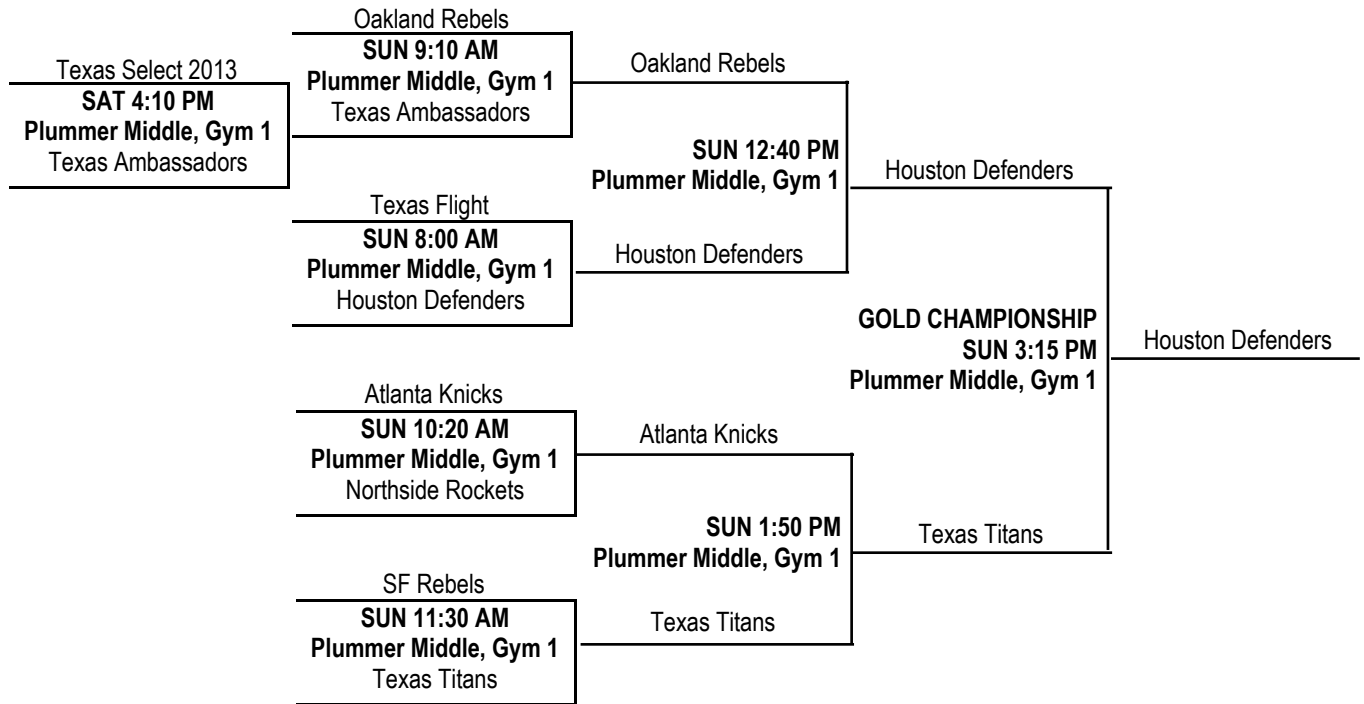 Texas Select 2013
SAT 4:10 PM
Plummer Middle, Gym 1
Texas Ambassadors
Oakland Rebels
SUN 9:10 AM
Plummer Middle, Gym 1
Texas Ambassadors
Texas Flight
SUN 8:00 AM
Plummer Middle, Gym 1
Houston Defenders
Atlanta Knicks
SUN 10:20 AM
Plummer Middle, Gym 1
Northside Rockets
SF Rebels
SUN 11:30 AM
Plummer Middle, Gym 1
Texas Titans
Oakland Rebels
SUN 12:40 PM
Plummer Middle, Gym 1
Houston Defenders
Atlanta Knicks
SUN 1:50 PM
Plummer Middle, Gym 1
Texas Titans
Houston Defenders
GOLD CHAMPIONSHIP
SUN 3:15 PM
Plummer Middle, Gym 1
Texas Titans
Houston Defenders